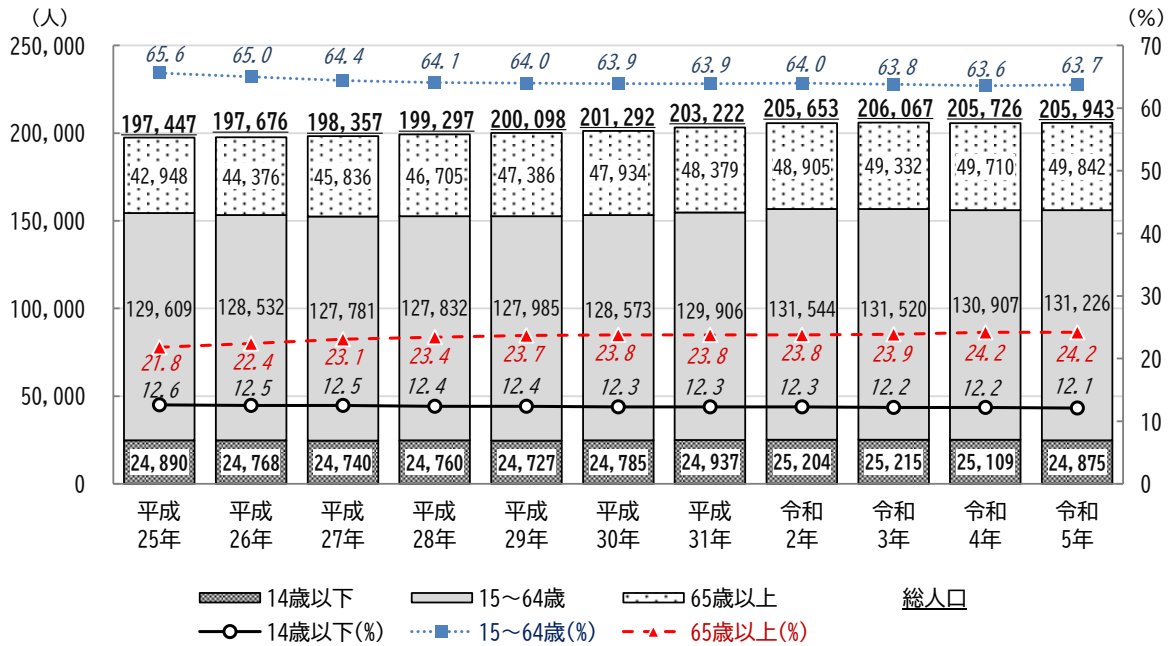 （人） （%）
65.6 65.0 64.4 64.1 64.0 63.9 63.9 64.0 63.8 63.6 63.7
250,000 70
197,447 197,676 198,357 199,297 200,098 201,292 203,222 205,653 206,067 205,726 205,943
60
200,000
42,948 44,376 45,836 46,705 47,386 47,934 48,379 48,905 49,332 49,710 49,842
50
150,000
40
129,609 128,532 127,781 127,832 127,985 128,573 129,906 131,544 131,520 130,907 131,226
100,000 30
21.8 22.4 23.1 23.4 23.7 23.8 23.8 23.8 23.9 24.2 24.2
20
12.6 12.5 12.5 12.4 12.4 12.3 12.3 12.3 12.2 12.2 12.1
50,000
10
24,890 24,768 24,740 24,760 24,727 24,785 24,937 25,204 25,215 25,109 24,875
0 0
平成 平成 平成 平成 平成 平成 平成 令和 令和 令和 令和
25年 26年 27年 28年 29年 30年 31年 2年 3年 4年 5年
14歳以下 15～64歳 65歳以上 総人口
14歳以下(%) 15～64歳(%) 65歳以上(%)